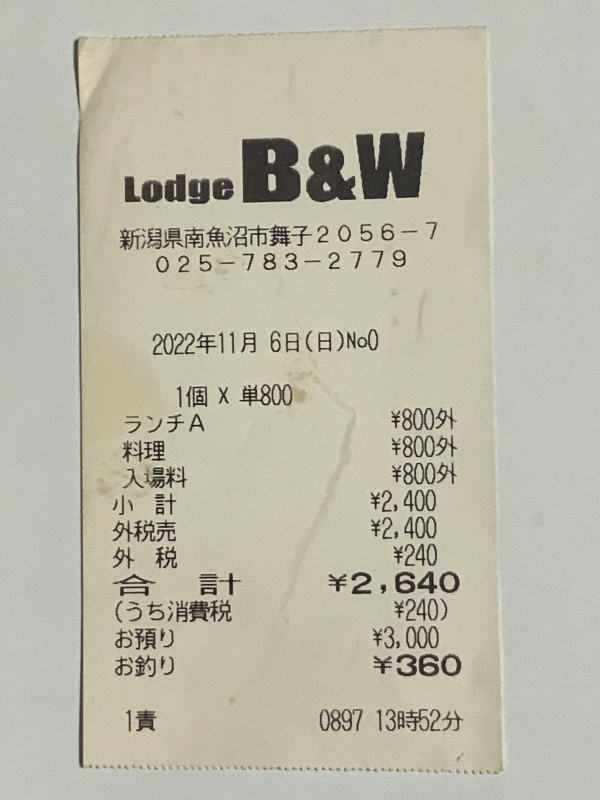 Lodge B&W
新潟県南魚沼市舞子2056-7
025-783-2779
2022年11月 6日(日)No0
1個 X 単800
ランチA ¥800外
料理 ¥800外
入場料 ¥800外
小 計 ¥2,400
外税売 ¥2,400
外 税 ¥240
合 計 ¥2,640
(うち消費税 ¥240)
お預り ¥3,000
お釣り ¥360
1責 0897 13時52分